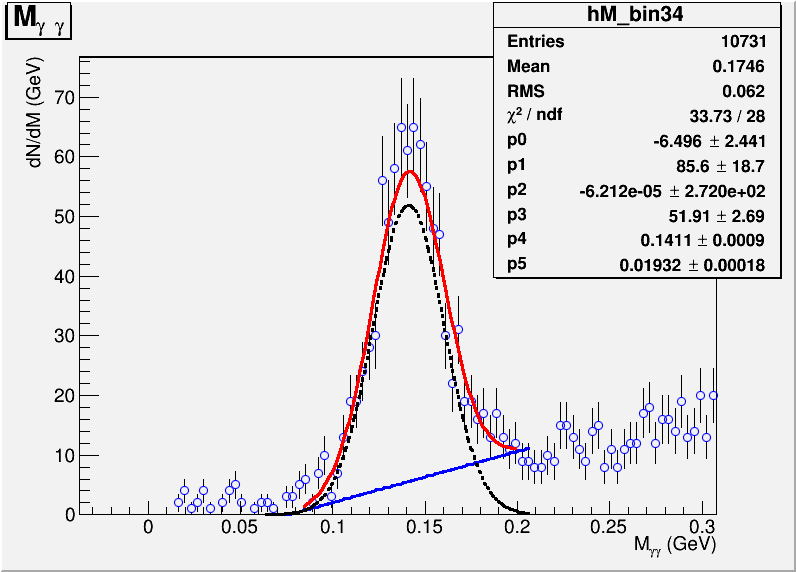 M_γγ
hM_bin34
Entries 10731
Mean 0.1746
RMS 0.062
χ² / ndf 33.73 / 28
p0 -6.496 ± 2.441
p1 85.6 ± 18.7
p2 -6.212e-05 ± 2.720e+02
p3 51.91 ± 2.69
p4 0.1411 ± 0.0009
p5 0.01932 ± 0.00018
dN/dM (GeV)
70
60
50
40
30
20
10
0
0 0.05 0.1 0.15 0.2 0.25 0.3
M_γγ (GeV)